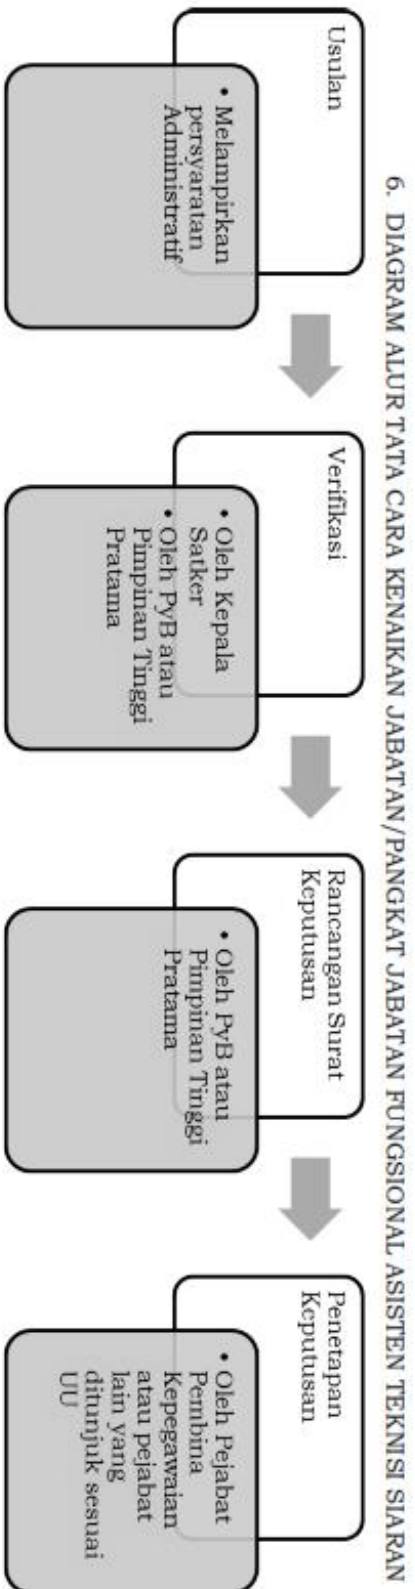 6. DIAGRAM ALUR TATA CARA KENAIKAN JABATAN/PANGKAT JABATAN FUNGSIONAL ASISTEN TEKNISI SIARAN
Usulan
• Melampirkan
persyaratan
Administratif
Verifikasi
• Oleh Kepala
Satker
• Oleh PyB atau
Pimpinan Tinggi
Pratama
Rancangan Surat
Keputusan
• Oleh PyB atau
Pimpinan Tinggi
Pratama
Penetapan
Keputusan
• Oleh Pejabat
Pembina
Kepegawaian
atau pejabat
lain yang
ditunjuk sesuai
UU